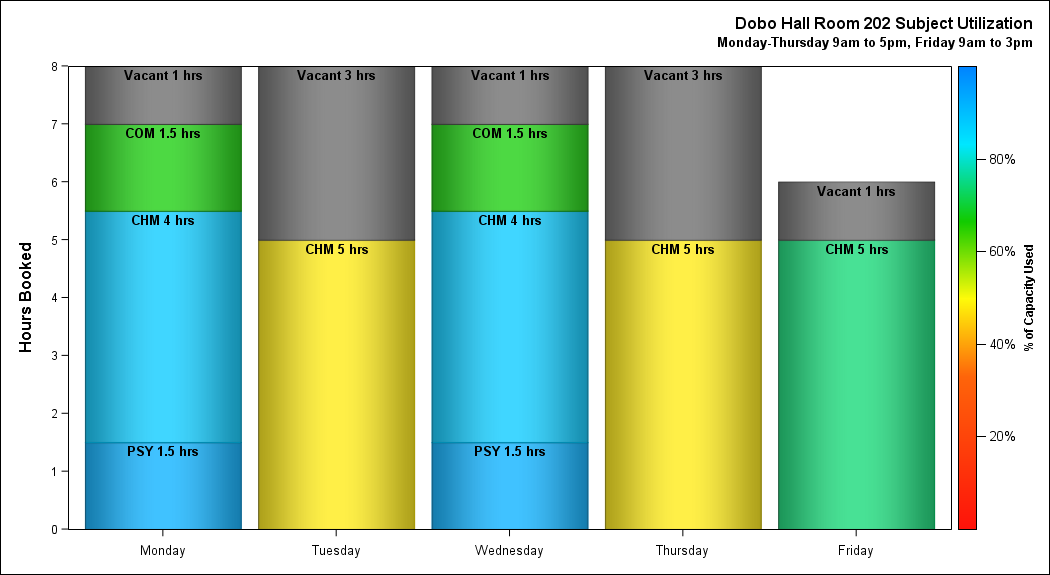 Dobo Hall Room 202 Subject Utilization
Monday-Thursday 9am to 5pm, Friday 9am to 3pm
Hours Booked
8
7
6
5
4
3
2
1
0
Vacant 1 hrs
COM 1.5 hrs
CHM 4 hrs
PSY 1.5 hrs
Vacant 3 hrs
CHM 5 hrs
Vacant 1 hrs
COM 1.5 hrs
CHM 4 hrs
PSY 1.5 hrs
Vacant 3 hrs
CHM 5 hrs
Vacant 1 hrs
CHM 5 hrs
Monday
Tuesday
Wednesday
Thursday
Friday
80%
60%
40%
20%
% of Capacity Used